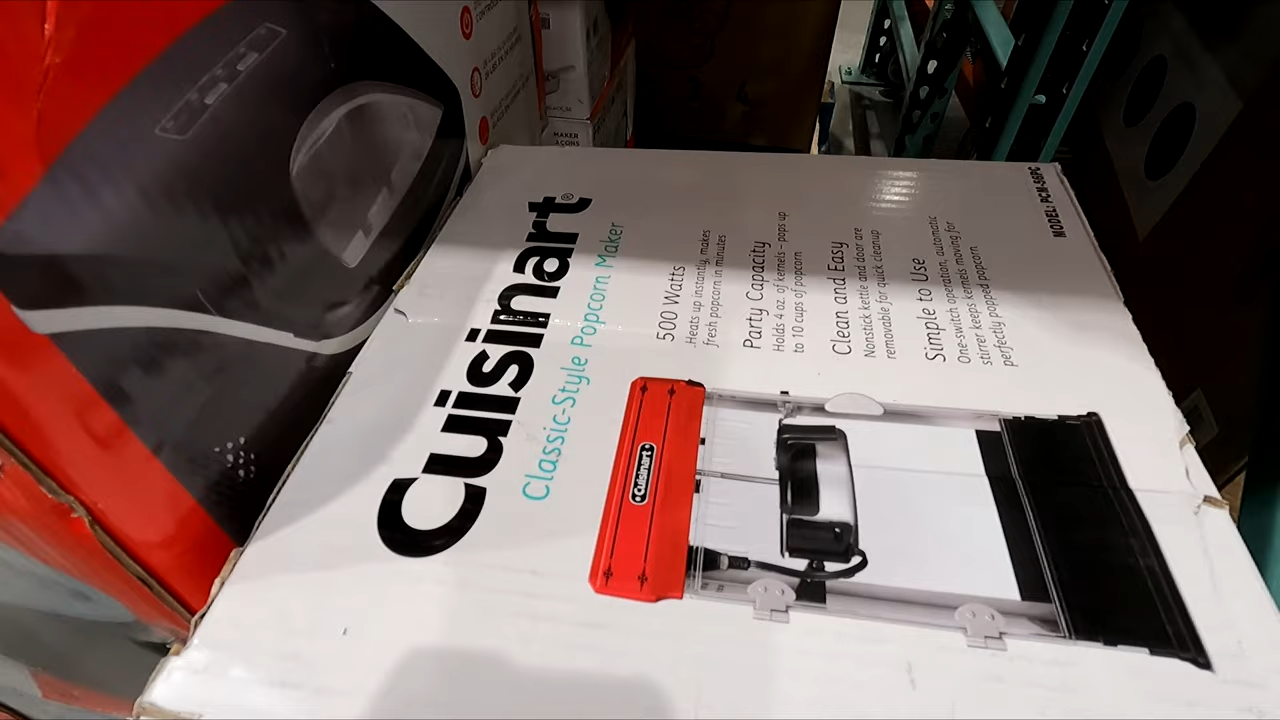 Cuisinart®
Classic-Style Popcorn Maker
500 Watts
Heats up instantly, makes
fresh popcorn in minutes
Party Capacity
Holds 4 oz. of kernels – pops up
to 10 cups of popcorn
Clean and Easy
Nonstick kettle and door are
removable for quick cleanup
Simple to Use
One-switch operation, automatic
stirrer keeps kernels moving for
perfectly popped popcorn
MODEL: PCM-56PC
Cuisinart
MAKER